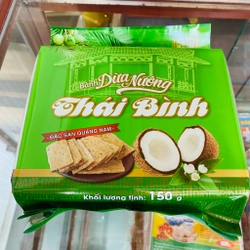 Bánh Dừa Nướng
Thái Bình
ĐẶC SẢN QUẢNG NAM
Khối lượng tịnh: 150 g